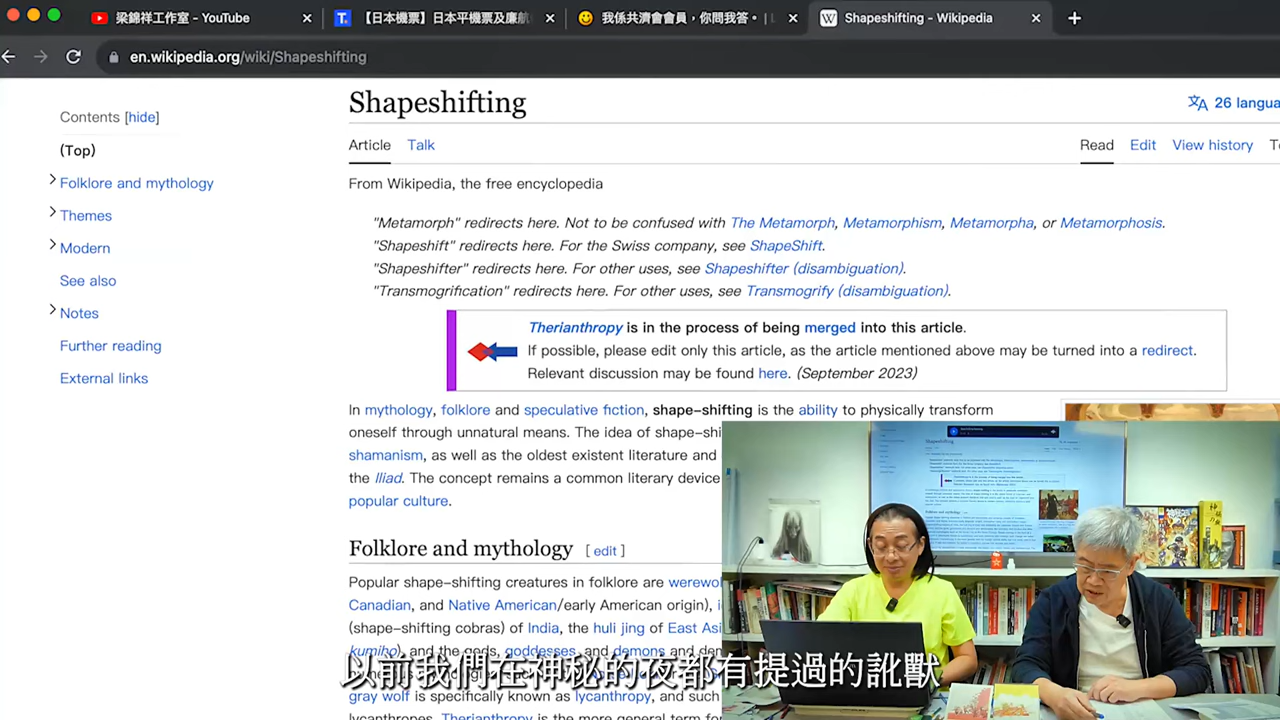 梁錦祥工作室 - YouTube
【日本機票】日本平機票及廉航
我係共濟會會員，你問我答。 |
Shapeshifting - Wikipedia
en.wikipedia.org/wiki/Shapeshifting
Contents [hide]
(Top)
Folklore and mythology
Themes
Modern
See also
Notes
Further reading
External links
Shapeshifting
26 langua
Article Talk
Read Edit View history
From Wikipedia, the free encyclopedia
"Metamorph" redirects here. Not to be confused with The Metamorph, Metamorphism, Metamorpha, or Metamorphosis.
"Shapeshift" redirects here. For the Swiss company, see ShapeShift.
"Shapeshifter" redirects here. For other uses, see Shapeshifter (disambiguation).
"Transmogrification" redirects here. For other uses, see Transmogrify (disambiguation).
Therianthropy is in the process of being merged into this article.
If possible, please edit only this article, as the article mentioned above may be turned into a redirect.
Relevant discussion may be found here. (September 2023)
In mythology, folklore and speculative fiction, shape-shifting is the ability to physically transform
oneself through unnatural means. The idea of shape-shi
shamanism, as well as the oldest existent literature and
the Iliad. The concept remains a common literary device
popular culture.
Folklore and mythology [ edit ]
Popular shape-shifting creatures in folklore are werewol
Canadian, and Native American/early American origin), i
(shape-shifting cobras) of India, the huli jing of East Asi
kumiho), and the gods, goddesses, and demons and dem
以前我們在神秘的夜都有提過的訛獸
gray wolf is specifically known as lycanthropy, and such
lycanthropes. Therianthropy is the more general term for